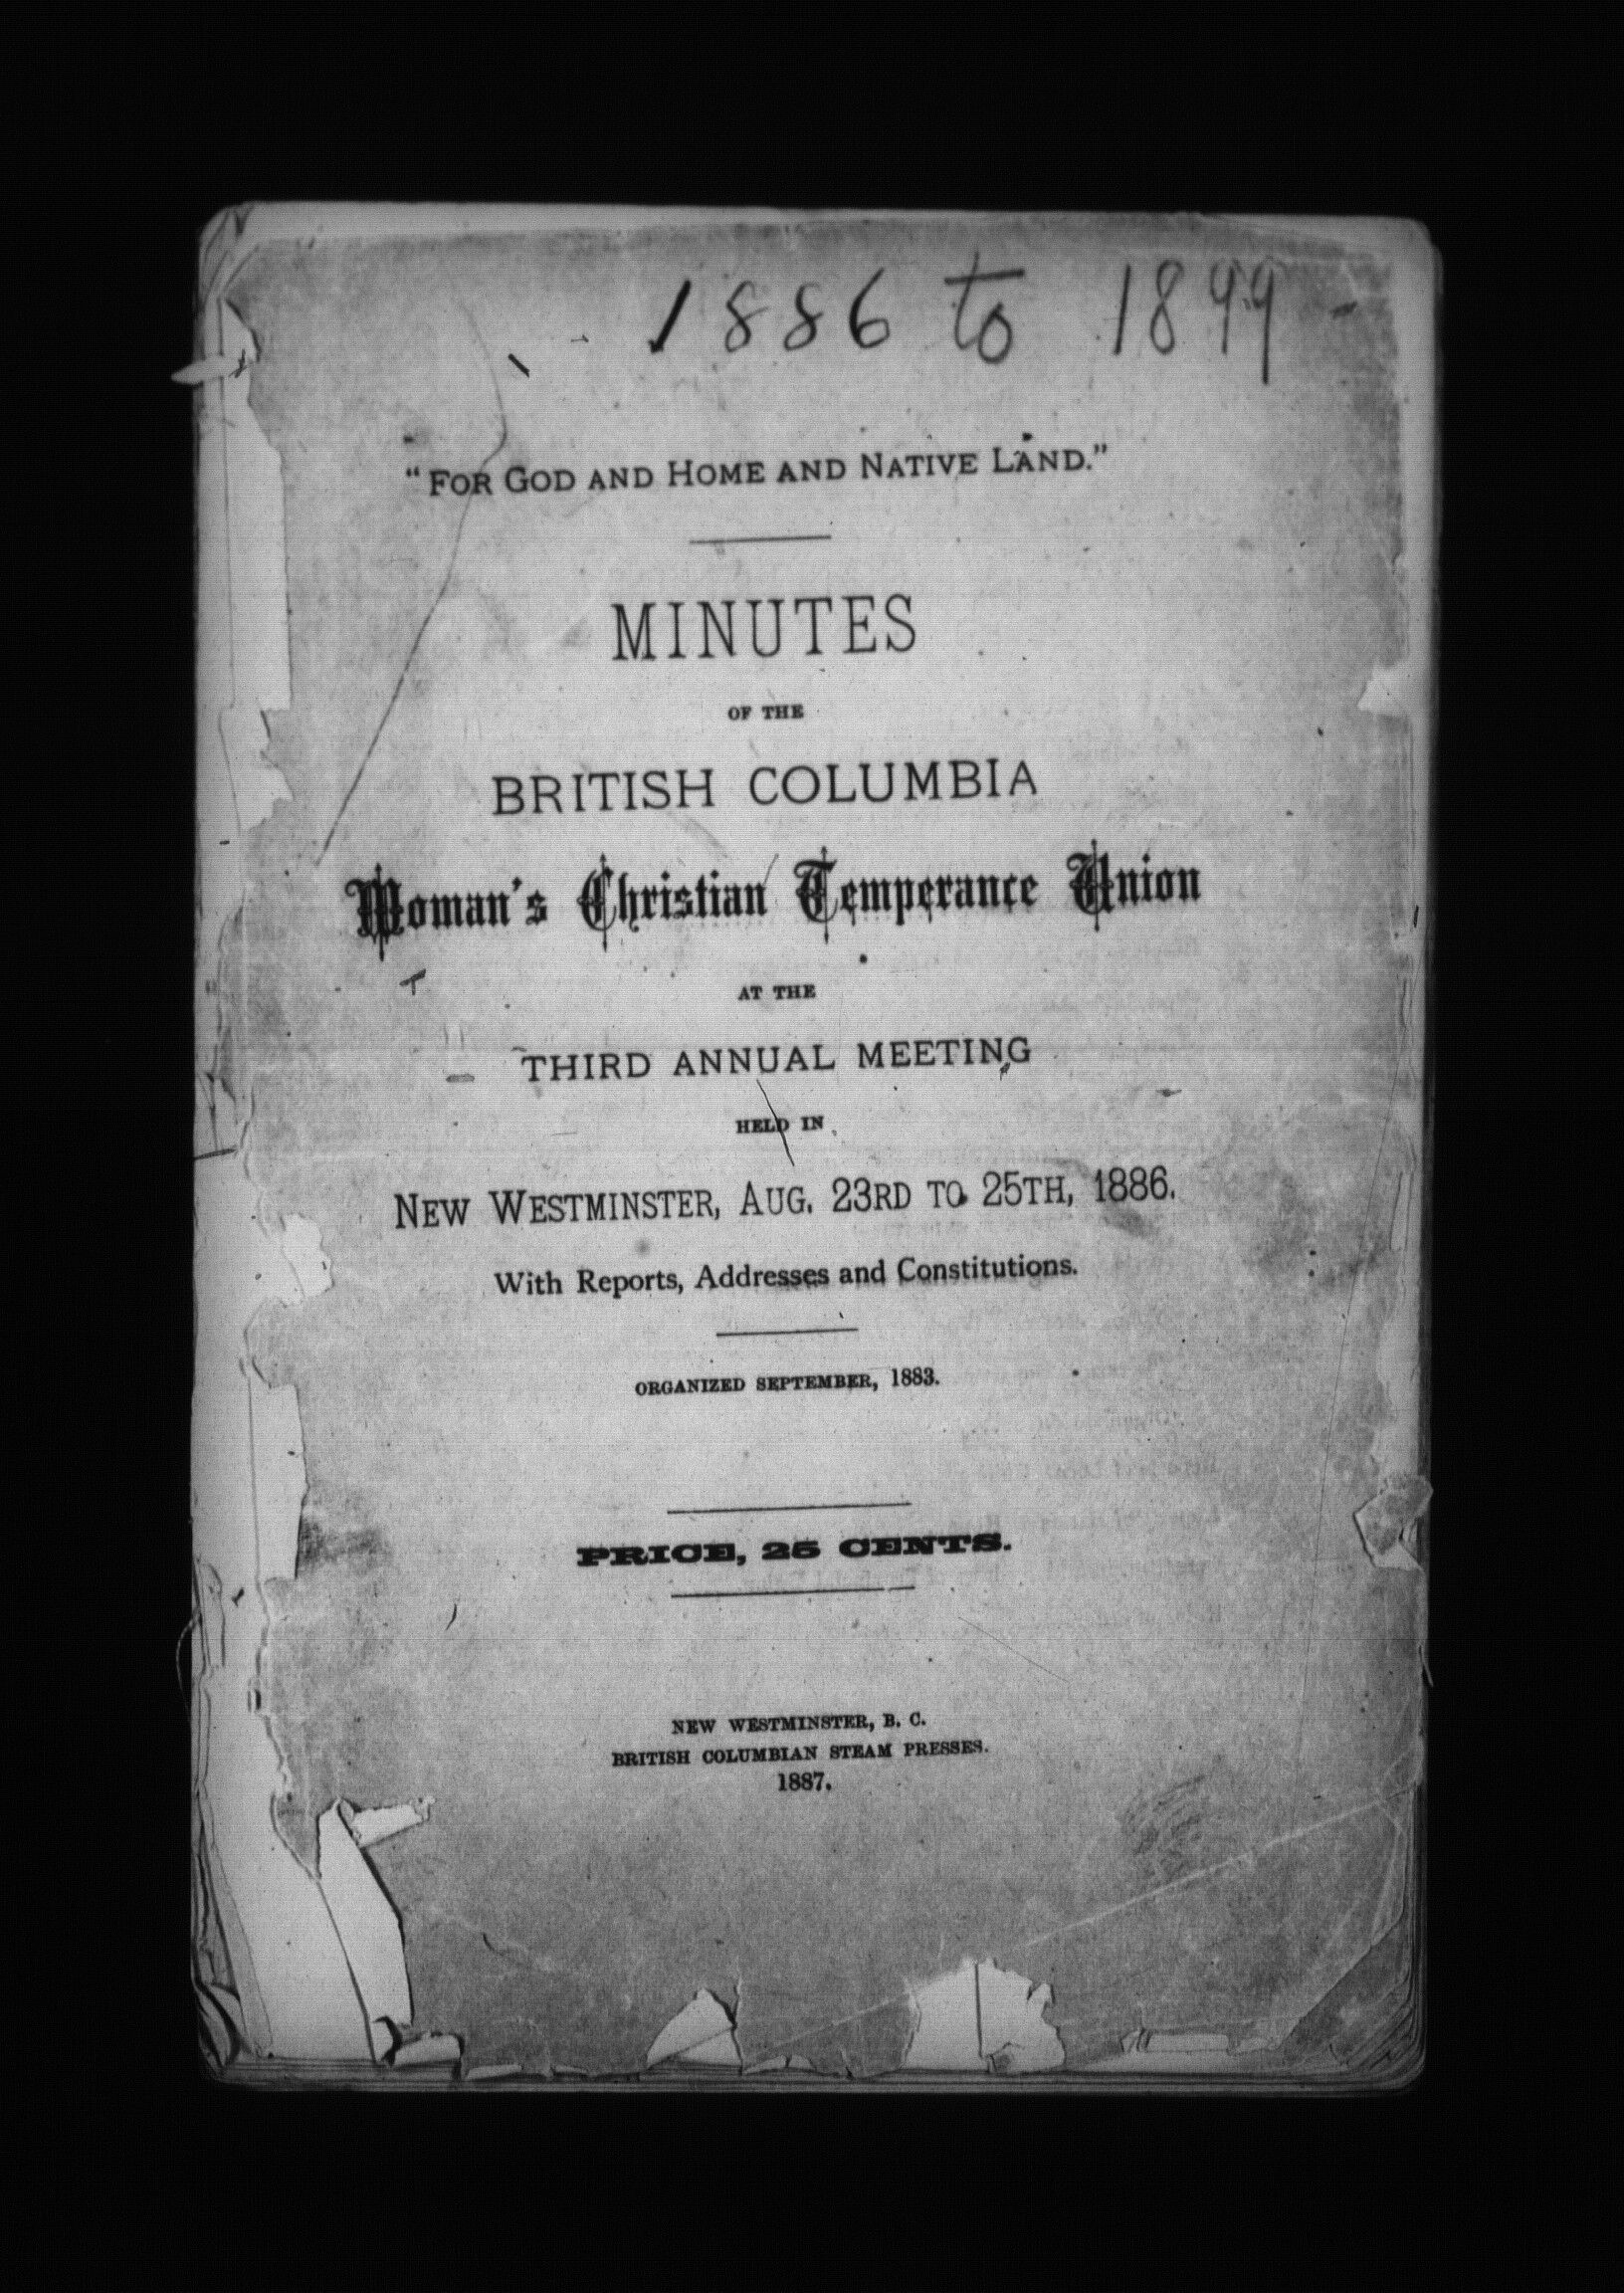 1886 to 1899
"FOR GOD AND HOME AND NATIVE LAND."
MINUTES
OF THE
BRITISH COLUMBIA
Woman's Christian Temperance Union
AT THE
THIRD ANNUAL MEETING
HELD IN
NEW WESTMINSTER, AUG. 23RD TO 25TH, 1886.
With Reports, Addresses and Constitutions.
ORGANIZED SEPTEMBER, 1883.
PRICE, 25 CENTS.
NEW WESTMINSTER, B. C.
BRITISH COLUMBIAN STEAM PRESSES.
1887.